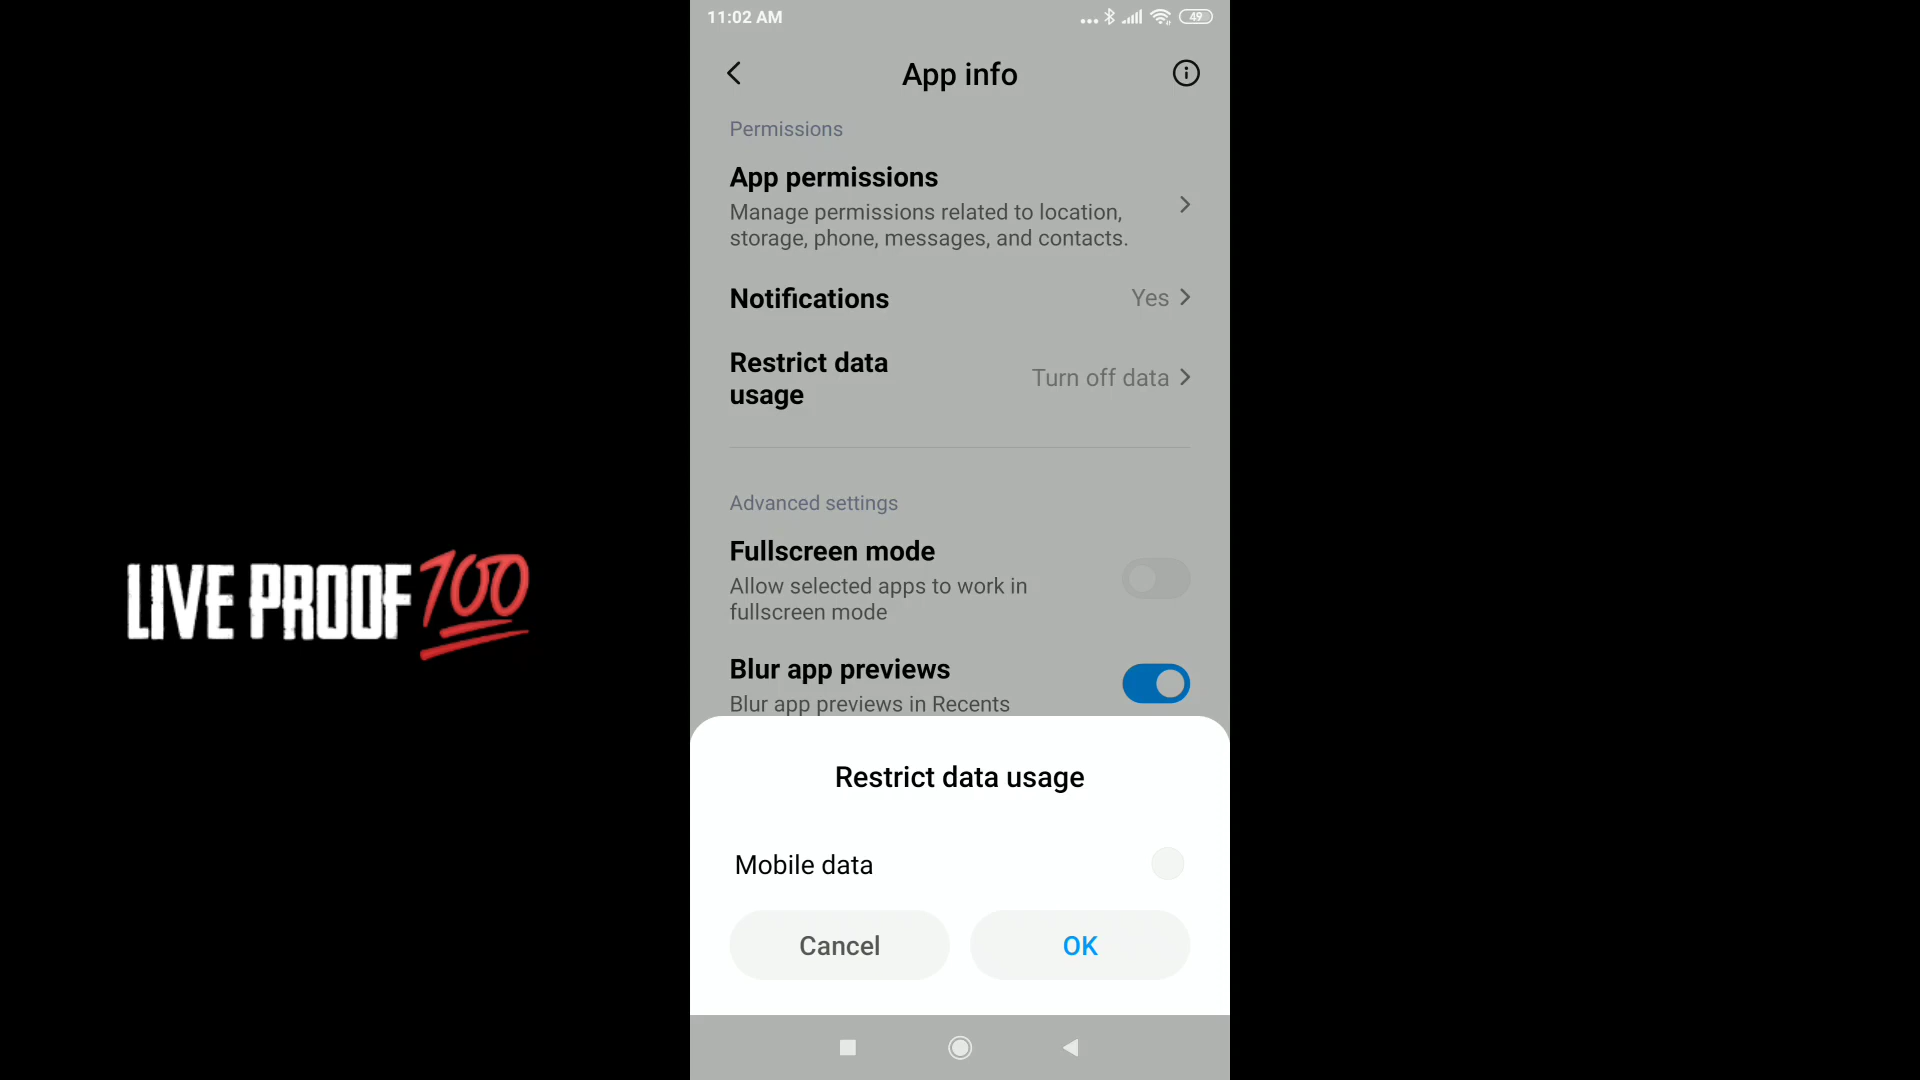 11:02 AM
49
App info
Permissions
App permissions
Manage permissions related to location,
storage, phone, messages, and contacts.
Notifications
Yes
Restrict data
usage
Turn off data
Advanced settings
Fullscreen mode
Allow selected apps to work in
fullscreen mode
Blur app previews
Blur app previews in Recents
LIVE PROOF 100
Restrict data usage
Mobile data
Cancel
OK